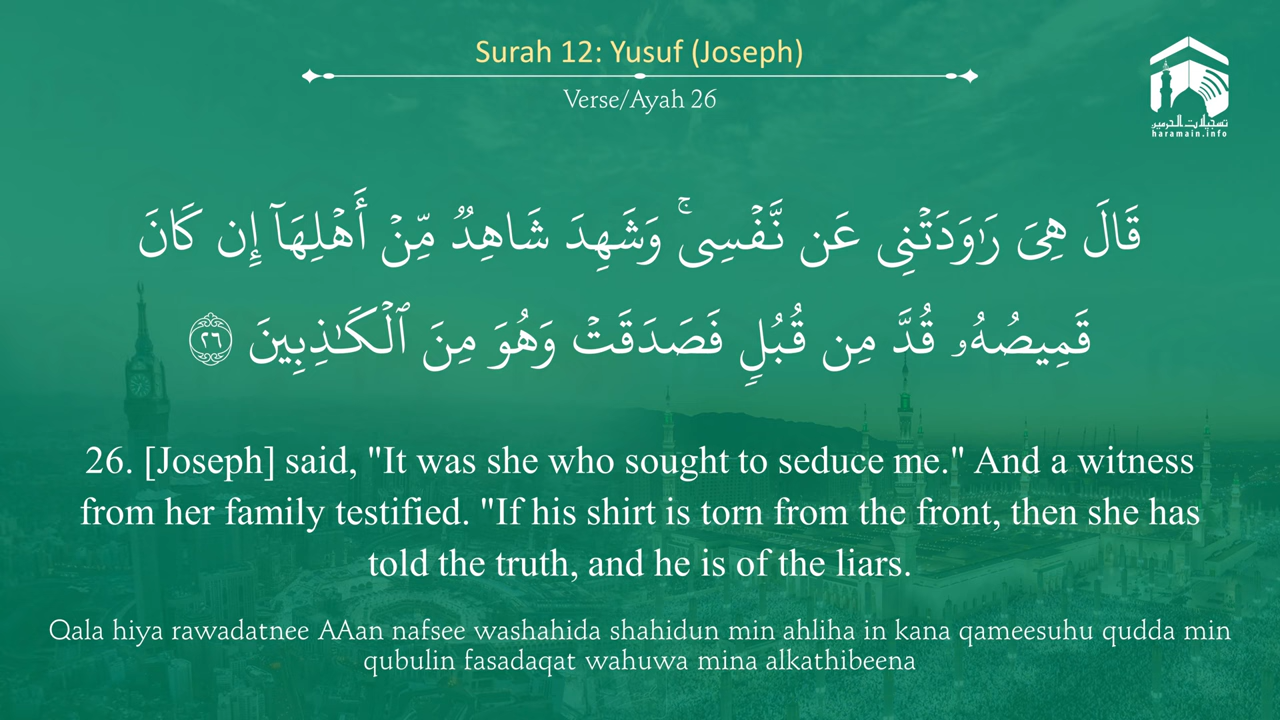 Surah 12: Yusuf (Joseph)
Verse/Ayah 26
تسجيلات الحرمين
haramain.info
قَالَ هِىَ رَٰوَدَتْنِى عَن نَّفْسِى ۚ وَشَهِدَ شَاهِدٌ مِّنْ أَهْلِهَآ إِن كَانَ
قَمِيصُهُۥ قُدَّ مِن قُبُلٍ فَصَدَقَتْ وَهُوَ مِنَ ٱلْكَـٰذِبِينَ ٢٦
26. [Joseph] said, "It was she who sought to seduce me." And a witness
from her family testified. "If his shirt is torn from the front, then she has
told the truth, and he is of the liars.
Qala hiya rawadatnee AAan nafsee washahida shahidun min ahliha in kana qameesuhu qudda min
qubulin fasadaqat wahuwa mina alkathibeena